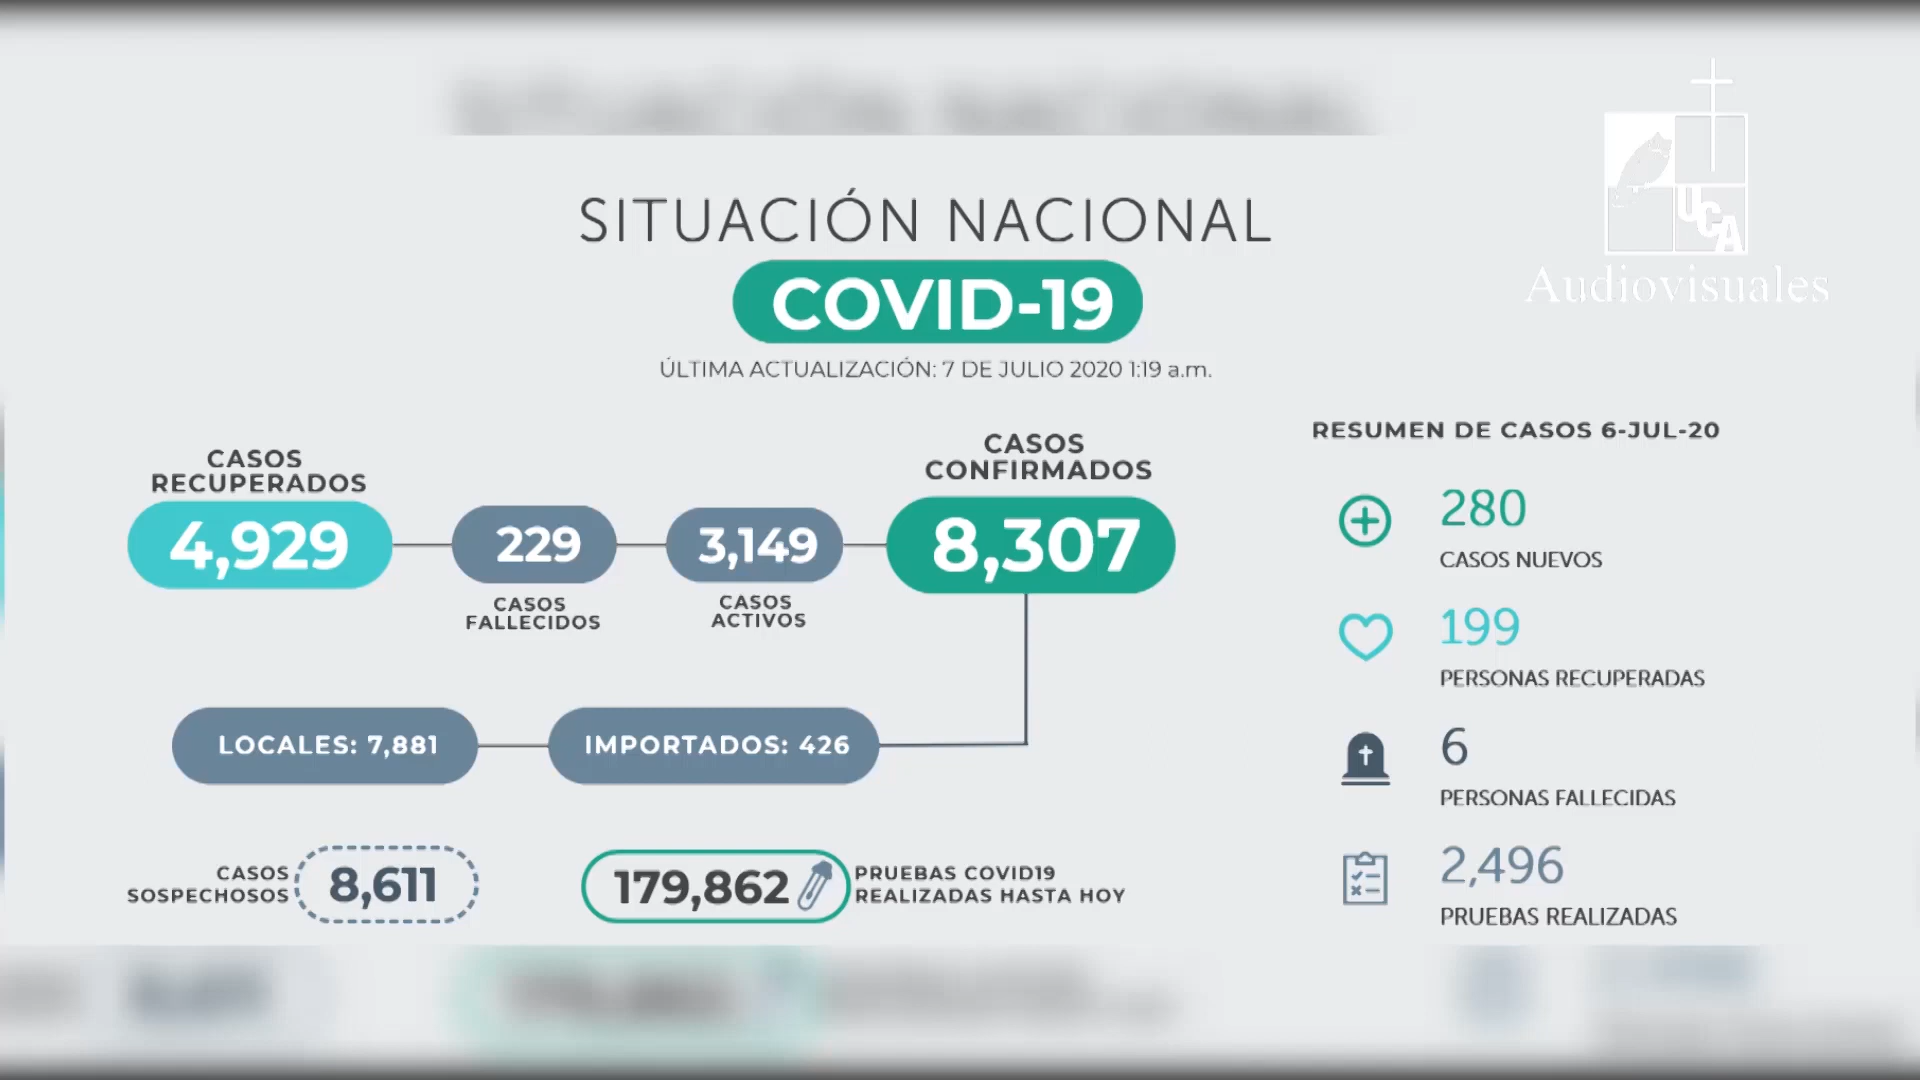 SITUACIÓN NACIONAL
UCA
Audiovisuales
SITUACIÓN NACIONAL
COVID-19
ÚLTIMA ACTUALIZACIÓN: 7 DE JULIO 2020 1:19 a.m.
CASOS
RECUPERADOS
4,929
229
CASOS
FALLECIDOS
3,149
CASOS
ACTIVOS
CASOS
CONFIRMADOS
8,307
LOCALES: 7,881
IMPORTADOS: 426
CASOS
SOSPECHOSOS
8,611
179,862
PRUEBAS COVID19
REALIZADAS HASTA HOY
RESUMEN DE CASOS 6-JUL-20
280
CASOS NUEVOS
199
PERSONAS RECUPERADAS
6
PERSONAS FALLECIDAS
2,496
PRUEBAS REALIZADAS